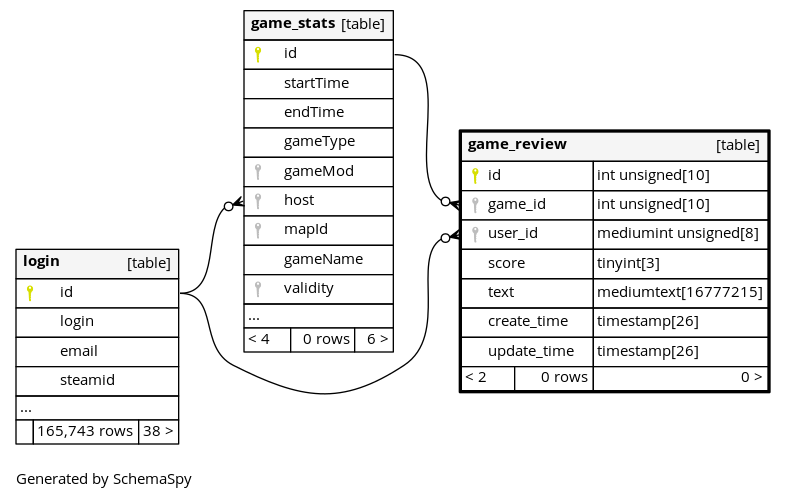 game_stats [table]
id
startTime
endTime
gameType
gameMod
host
mapId
gameName
validity
...
< 4 0 rows 6 >
game_review [table]
id int unsigned[10]
game_id int unsigned[10]
user_id mediumint unsigned[8]
score tinyint[3]
text mediumtext[16777215]
create_time timestamp[26]
update_time timestamp[26]
< 2 0 rows 0 >
login [table]
id
login
email
steamid
...
165,743 rows 38 >
Generated by SchemaSpy